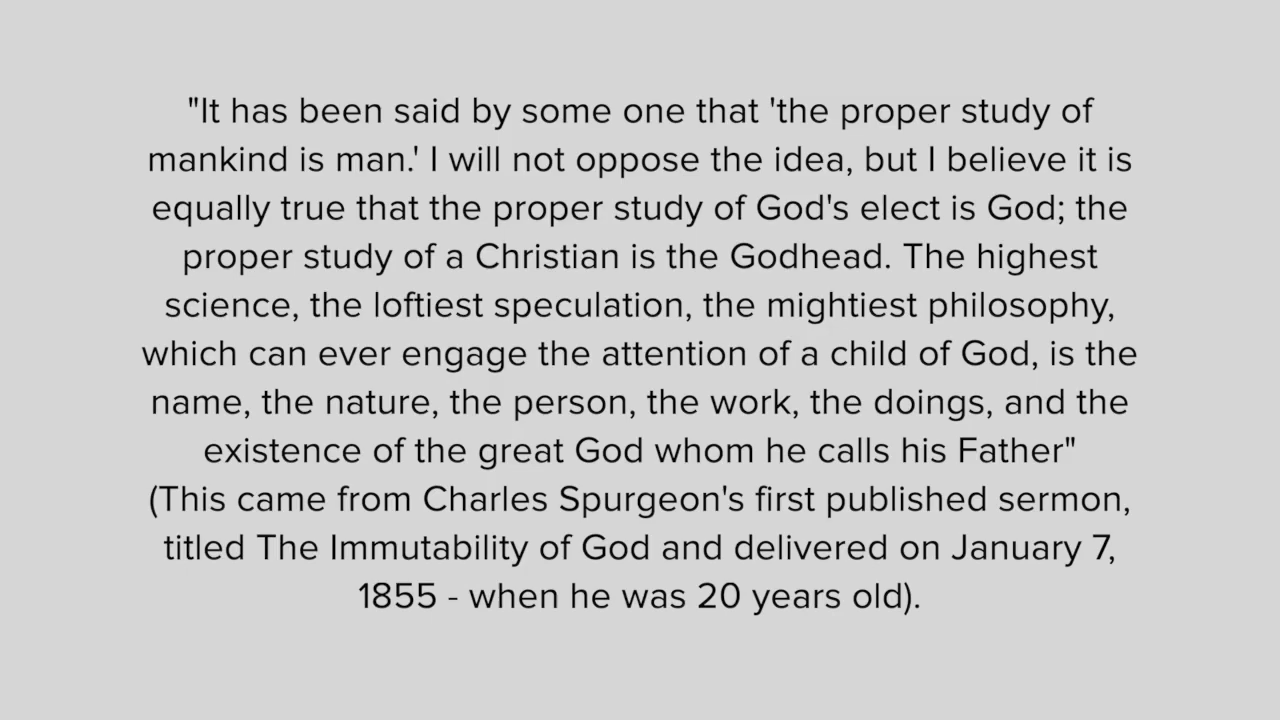 "It has been said by some one that 'the proper study of
mankind is man.' I will not oppose the idea, but I believe it is
equally true that the proper study of God's elect is God; the
proper study of a Christian is the Godhead. The highest
science, the loftiest speculation, the mightiest philosophy,
which can ever engage the attention of a child of God, is the
name, the nature, the person, the work, the doings, and the
existence of the great God whom he calls his Father"
(This came from Charles Spurgeon's first published sermon,
titled The Immutability of God and delivered on January 7,
1855 - when he was 20 years old).